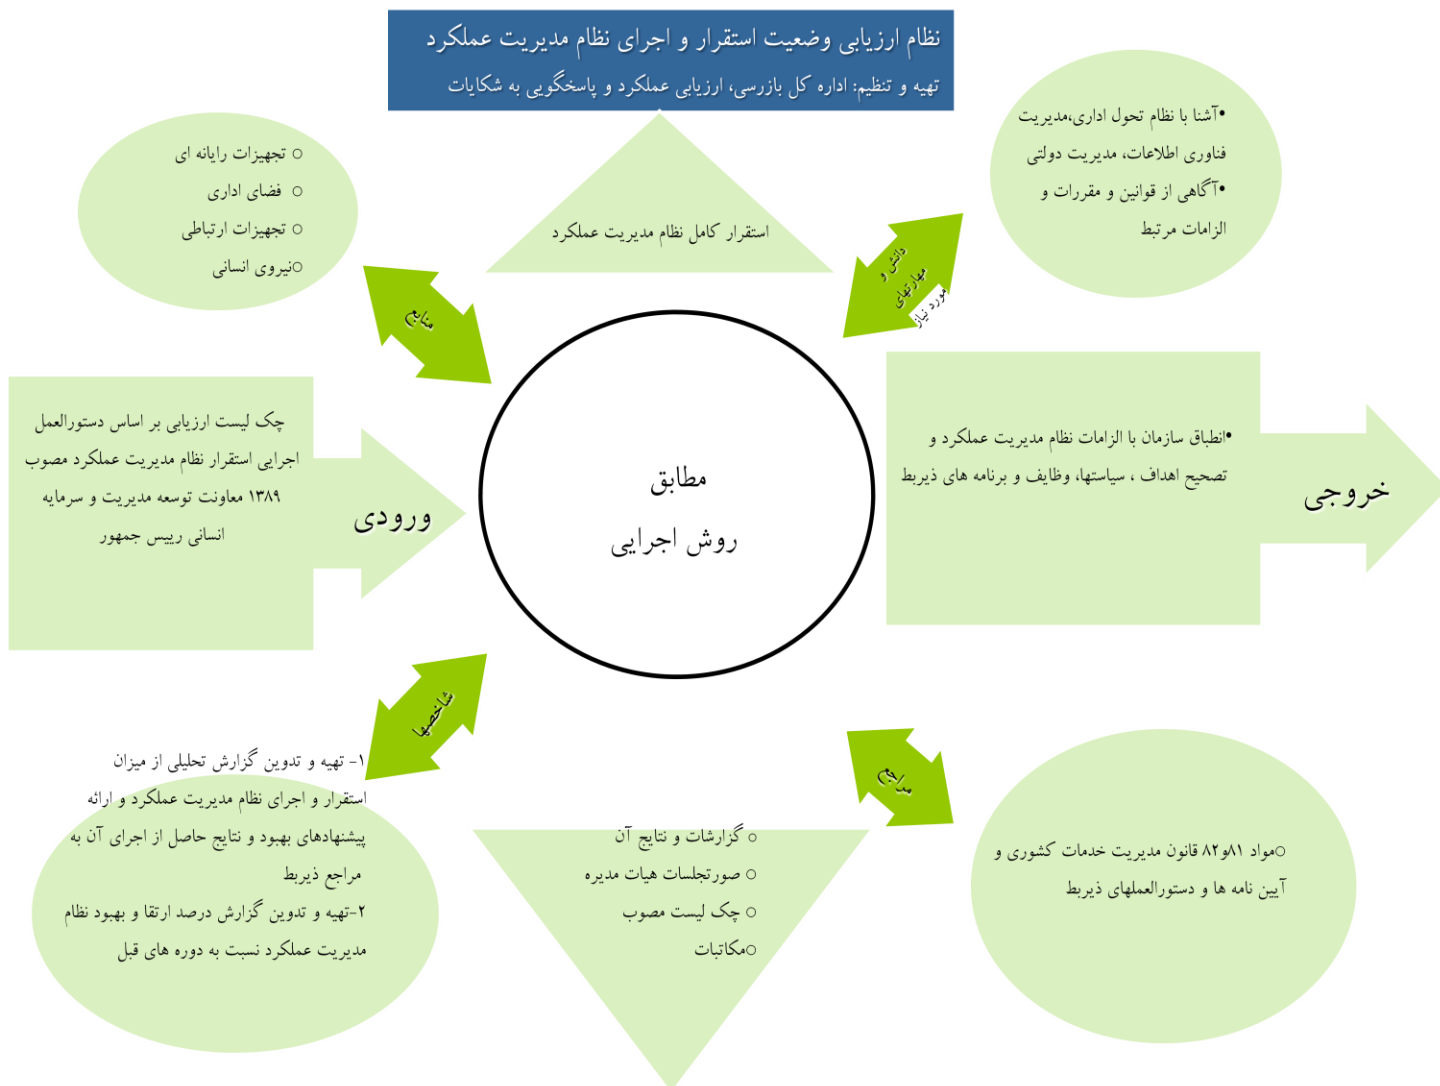 نظام ارزیابی وضعیت استقرار و اجرای نظام مدیریت عملکرد
تهیه و تنظیم: اداره کل بازرسی، ارزیابی عملکرد و پاسخگویی به شکایات
•آشنا با نظام تحول اداری،مدیریت
فناوری اطلاعات، مدیریت دولتی
•آگاهی از قوانین و مقررات و
الزامات مرتبط
دانش و
مهارتهای
مورد نیاز
استقرار کامل نظام مدیریت عملکرد
○ تجهیزات رایانه ای
○ فضای اداری
○ تجهیزات ارتباطی
○نیروی انسانی
منابع
•انطباق سازمان با الزامات نظام مدیریت عملکرد و
تصحیح اهداف ، سیاستها، وظایف و برنامه های ذیربط
خروجی
مطابق
روش اجرایی
چک لیست ارزیابی بر اساس دستورالعمل
اجرایی استقرار نظام مدیریت عملکرد مصوب
۱۳۸۹ معاونت توسعه مدیریت و سرمایه
انسانی رییس جمهور
ورودی
شاخصها
۱- تهیه و تدوین گزارش تحلیلی از میزان
استقرار و اجرای نظام مدیریت عملکرد و ارائه
پیشنهادهای بهبود و نتایج حاصل از اجرای آن به
مراجع ذیربط
۲-تهیه و تدوین گزارش درصد ارتقا و بهبود نظام
مدیریت عملکرد نسبت به دوره های قبل
○ گزارشات و نتایج آن
○ صورتجلسات هیات مدیره
○ چک لیست مصوب
○مکاتبات
○مواد ۸۱و۸۲ قانون مدیریت خدمات کشوری و
آیین نامه ها و دستورالعملهای ذیربط